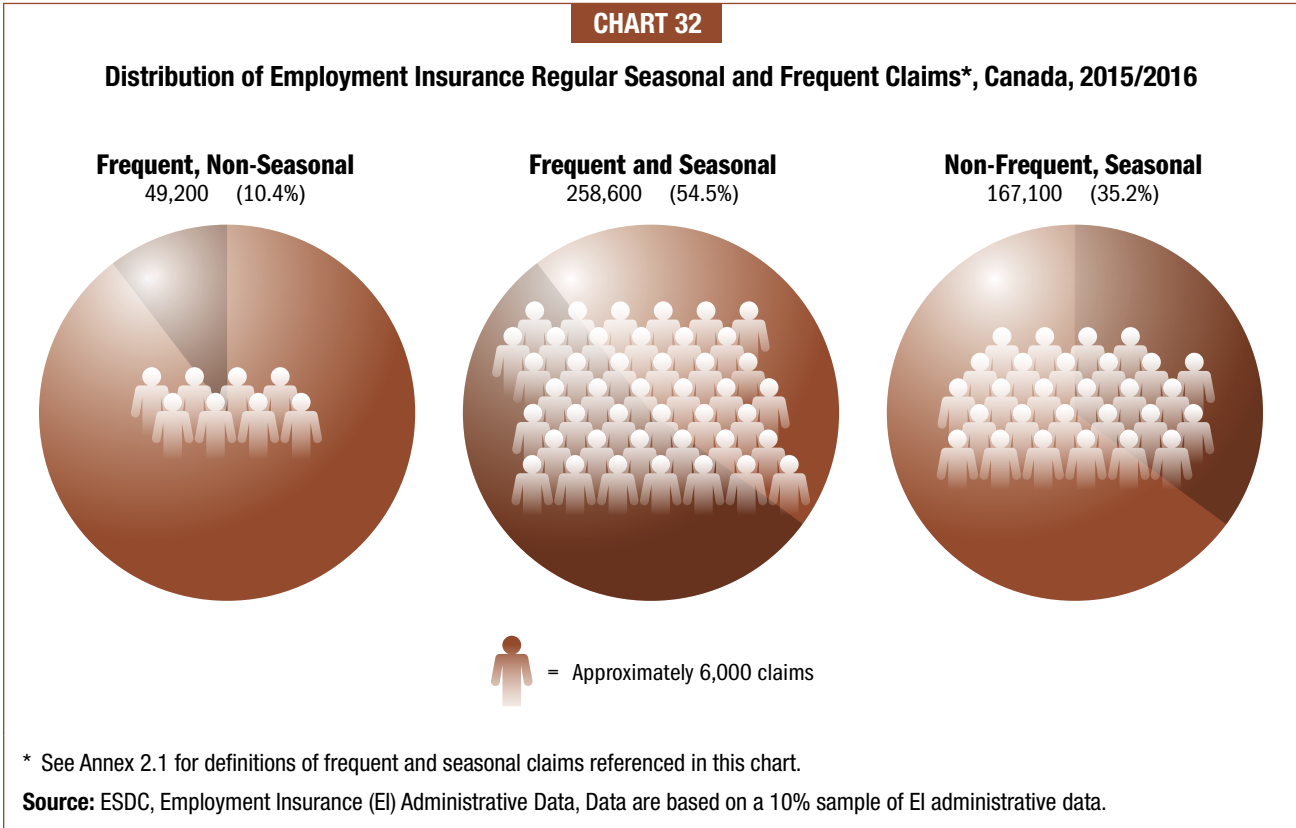 CHART 32
Distribution of Employment Insurance Regular Seasonal and Frequent Claims*, Canada, 2015/2016
Frequent, Non-Seasonal
49,200 (10.4%)
Frequent and Seasonal
258,600 (54.5%)
Non-Frequent, Seasonal
167,100 (35.2%)
= Approximately 6,000 claims
* See Annex 2.1 for definitions of frequent and seasonal claims referenced in this chart.
Source: ESDC, Employment Insurance (EI) Administrative Data, Data are based on a 10% sample of EI administrative data.